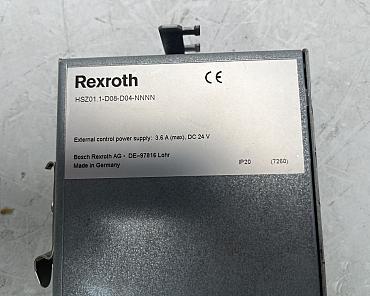 Rexroth CE
HSZ01.1-D08-D04-NNNN
External control power supply: 3.6 A (max), DC 24 V
Bosch Rexroth AG • DE-97816 Lohr
Made in Germany IP20 (7260)